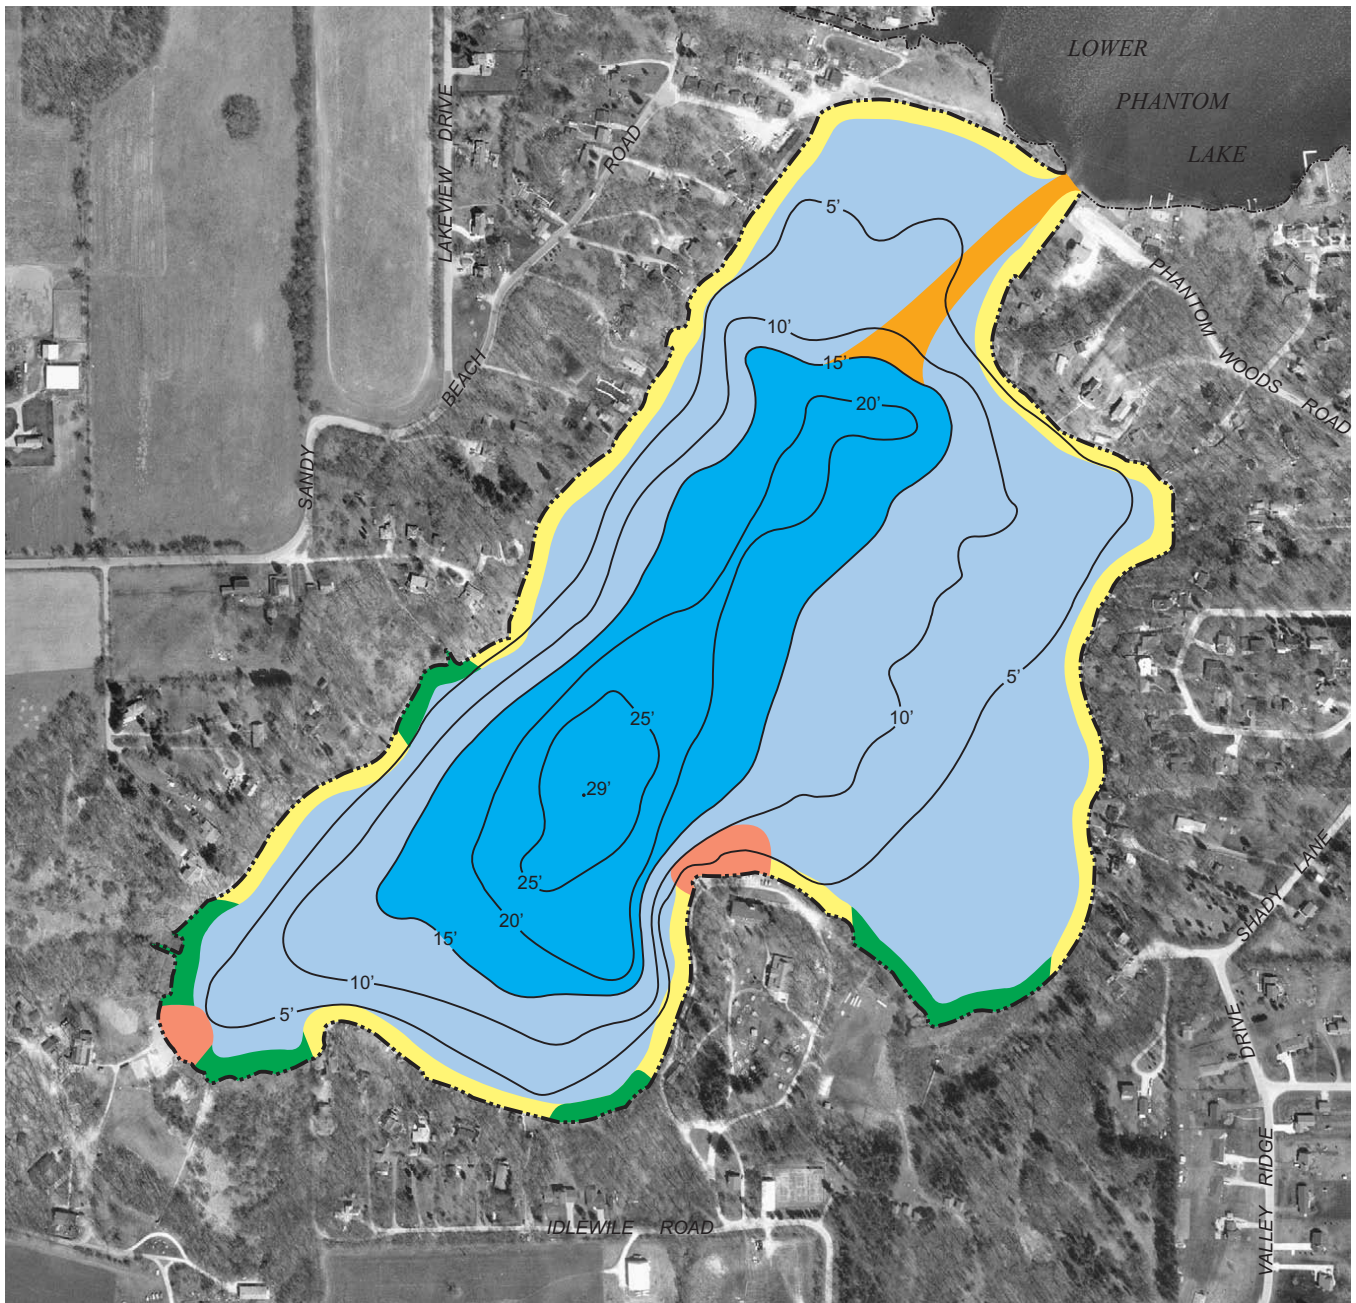 LOWER
PHANTOM
LAKE
LAKEVIEW DRIVE
SANDY BEACH ROAD
PHANTOM WOODS ROAD
5'
10'
15'
20'
5'
25'
10'
29'
25'
20'
15'
10'
5'
SHADY LANE
DRIVE
VALLEY RIDGE
IDLEWILE ROAD